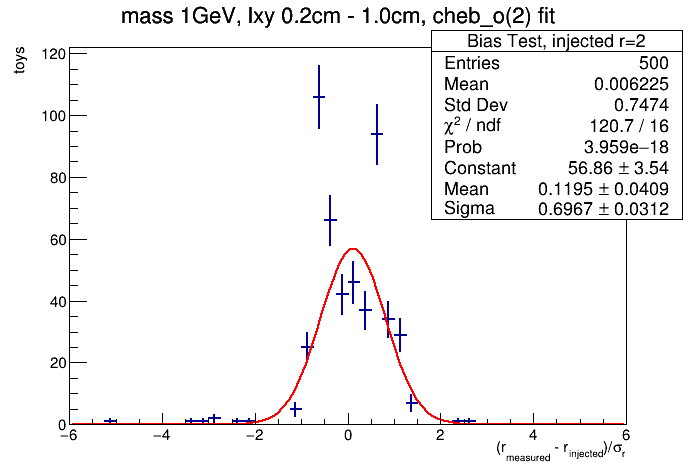 mass 1GeV, lxy 0.2cm - 1.0cm, cheb_o(2) fit
Bias Test, injected r=2
Entries 500
Mean 0.006225
Std Dev 0.7474
χ² / ndf 120.7 / 16
Prob 3.959e−18
Constant 56.86 ± 3.54
Mean 0.1195 ± 0.0409
Sigma 0.6967 ± 0.0312
toys
120
100
80
60
40
20
0
−6 −4 −2 0 2 4 6
(r_measured - r_injected)/σ_r